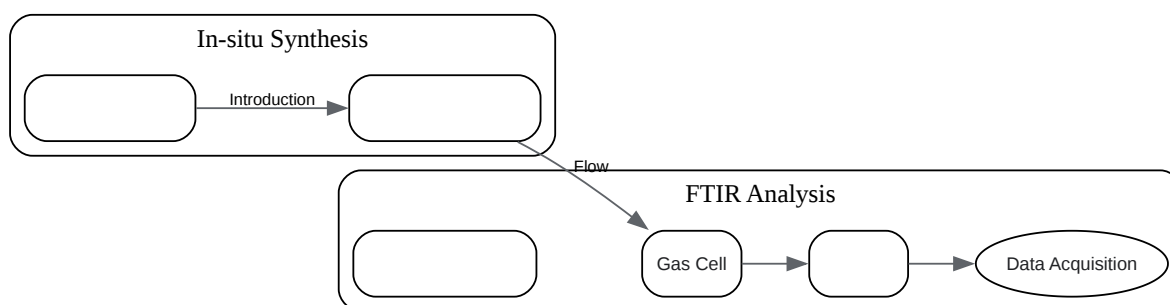 In-situ Synthesis
Introduction
Flow
FTIR Analysis
Gas Cell
Data Acquisition